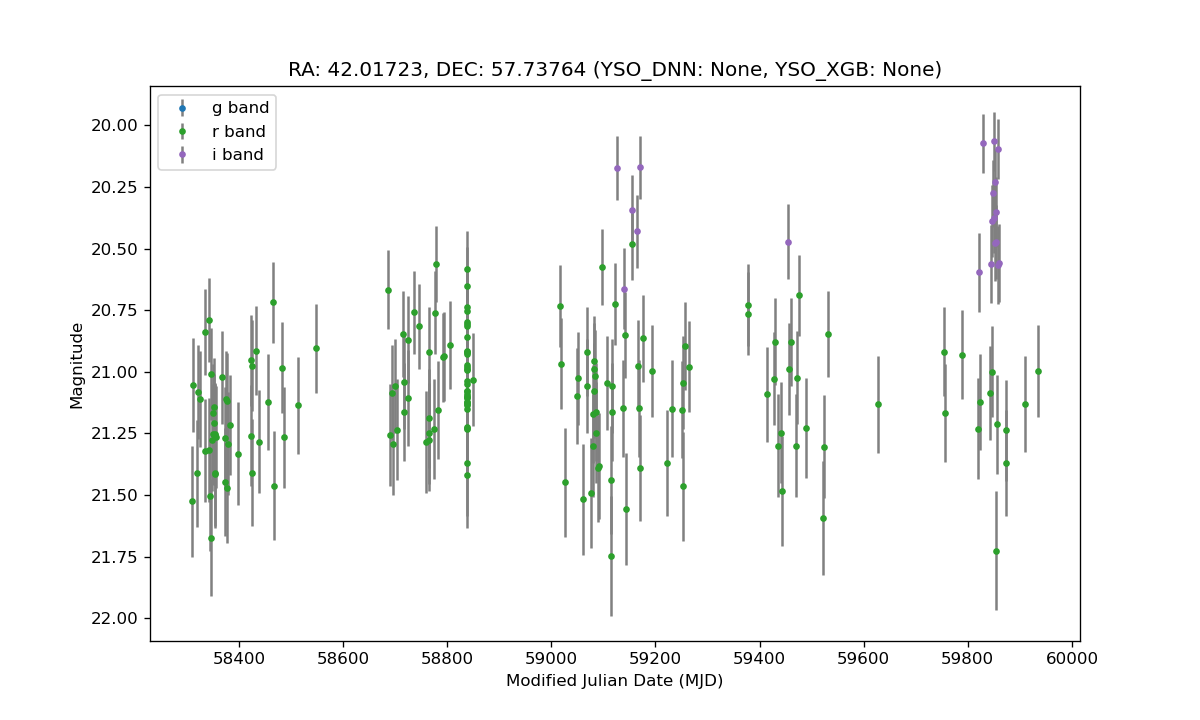 RA: 42.01723, DEC: 57.73764 (YSO_DNN: None, YSO_XGB: None)
g band
r band
i band
20.00
20.25
20.50
20.75
21.00
21.25
21.50
21.75
22.00
Magnitude
58400 58600 58800 59000 59200 59400 59600 59800 60000
Modified Julian Date (MJD)